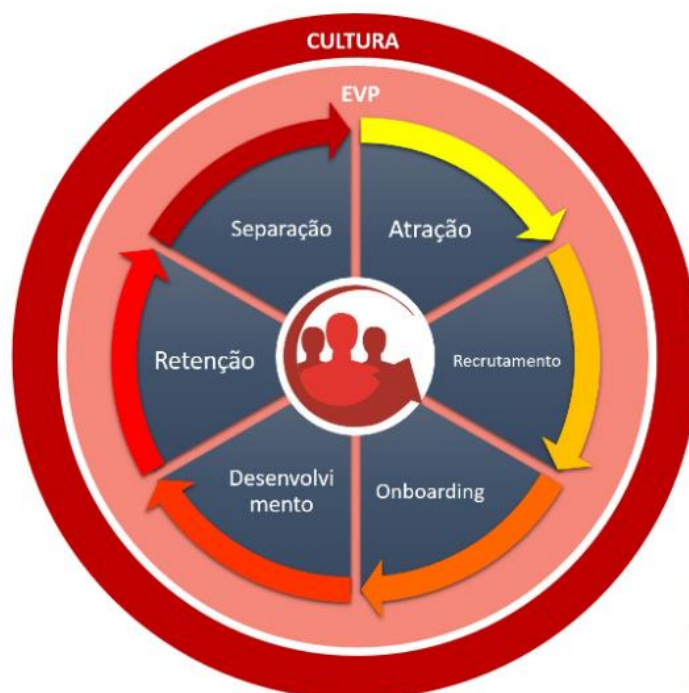 CULTURA
EVP
Separação
Atração
Retenção
Recrutamento
Desenvolvi
mento
Onboarding